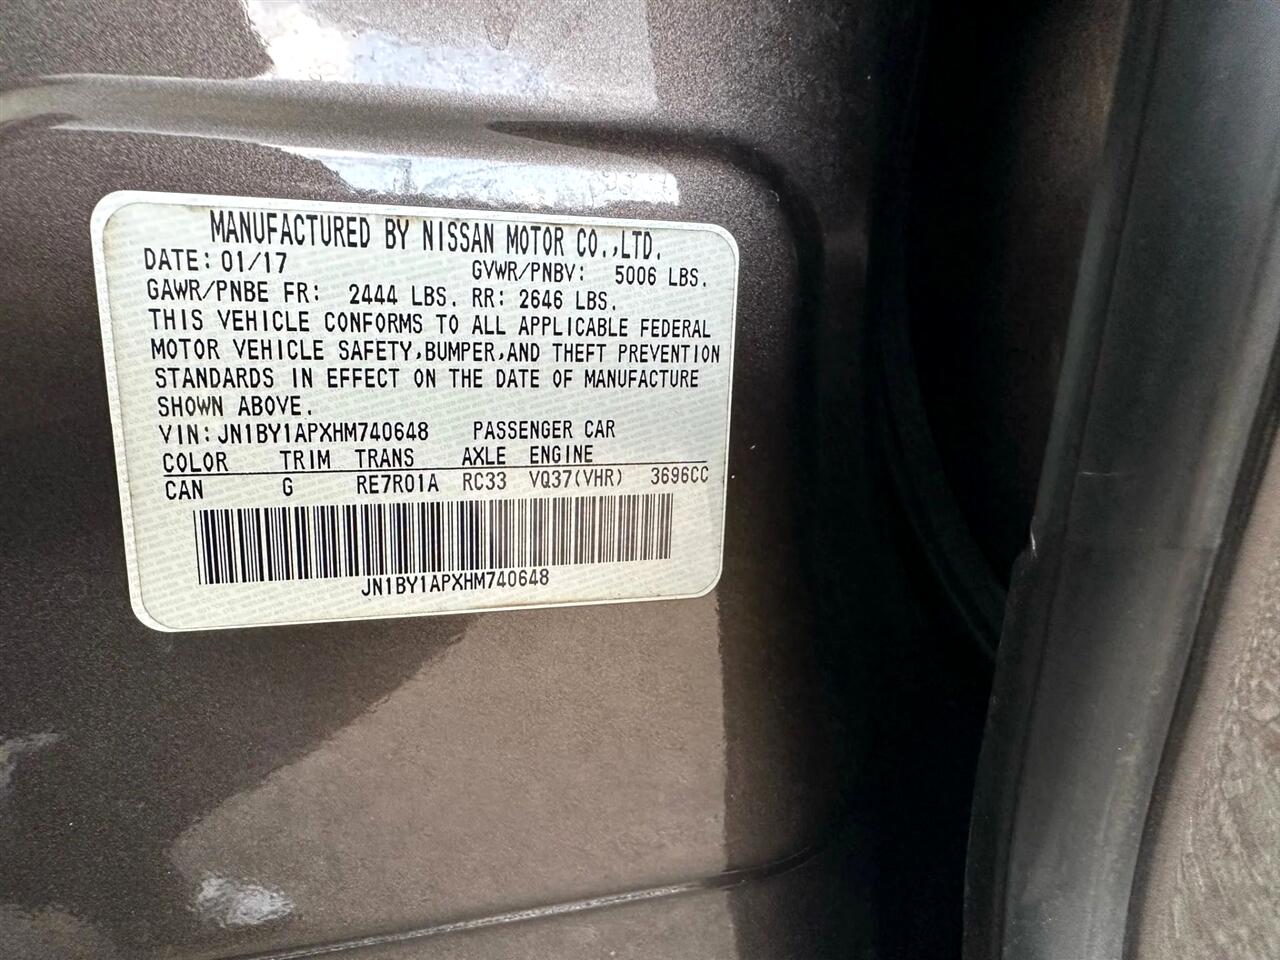 MANUFACTURED BY NISSAN MOTOR CO.,LTD.
DATE: 01/17 GVWR/PNBV: 5006 LBS.
GAWR/PNBE FR: 2444 LBS. RR: 2646 LBS.
THIS VEHICLE CONFORMS TO ALL APPLICABLE FEDERAL
MOTOR VEHICLE SAFETY,BUMPER,AND THEFT PREVENTION
STANDARDS IN EFFECT ON THE DATE OF MANUFACTURE
SHOWN ABOVE.
VIN: JN1BY1APXHM740648 PASSENGER CAR
COLOR TRIM TRANS AXLE ENGINE
CAN G RE7R01A RC33 VQ37(VHR) 3696CC
JN1BY1APXHM740648